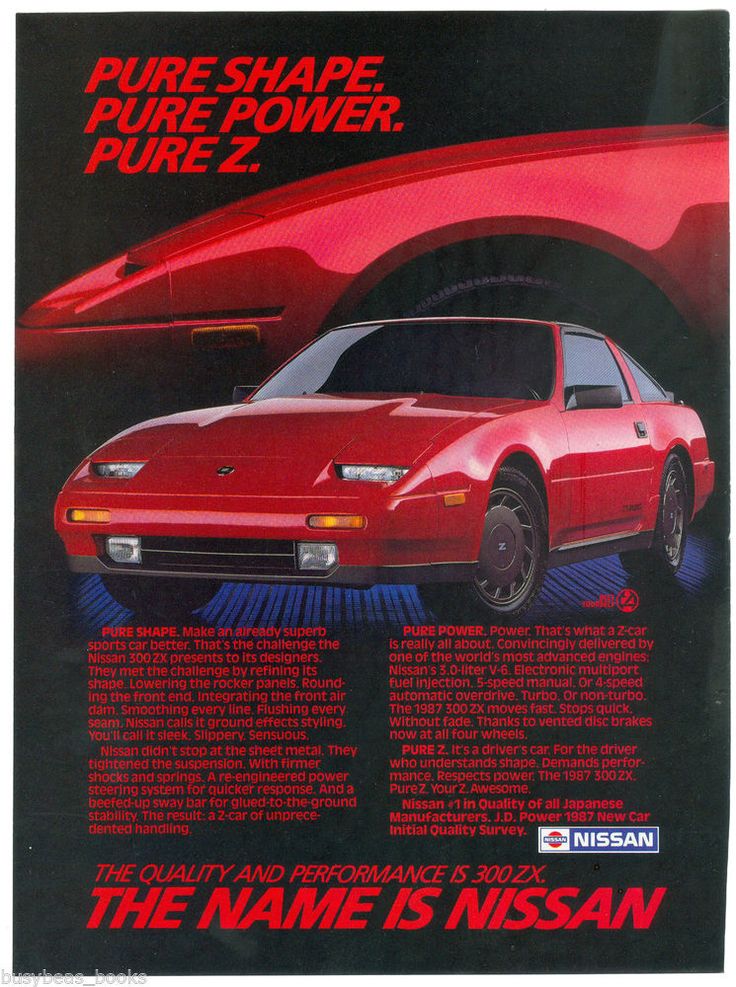 PURE SHAPE.
PURE POWER.
PURE Z.
PURE SHAPE. Make an already superb
sports car better. That's the challenge the
Nissan 300 ZX presents to its designers.
They met the challenge by refining its
shape. Lowering the rocker panels. Round-
ing the front end. Integrating the front air
dam. Smoothing every line. Flushing every
seam. Nissan calls it ground effects styling.
You'll call it sleek. Slippery. Sensuous.
Nissan didn't stop at the sheet metal. They
tightened the suspension. With firmer
shocks and springs. A re-engineered power
steering system for quicker response. And a
beefed-up sway bar for glued-to-the-ground
stability. The result: a Z-car of unprece-
dented handling.
PURE POWER. Power. That's what a Z-car
is really all about. Convincingly delivered by
one of the world's most advanced engines:
Nissan's 3.0-liter V-6. Electronic multiport
fuel injection. 5-speed manual. Or 4-speed
automatic overdrive. Turbo. Or non-turbo.
The 1987 300 ZX moves fast. Stops quick.
Without fade. Thanks to vented disc brakes
now at all four wheels.
PURE Z. It's a driver's car. For the driver
who understands shape. Demands perfor-
mance. Respects power. The 1987 300 ZX.
Pure Z. Your Z. Awesome.
Nissan #1 in Quality of all Japanese
Manufacturers. J.D. Power 1987 New Car
Initial Quality Survey.
NISSAN
THE QUALITY AND PERFORMANCE IS 300 ZX.
THE NAME IS NISSAN
busybeas_books